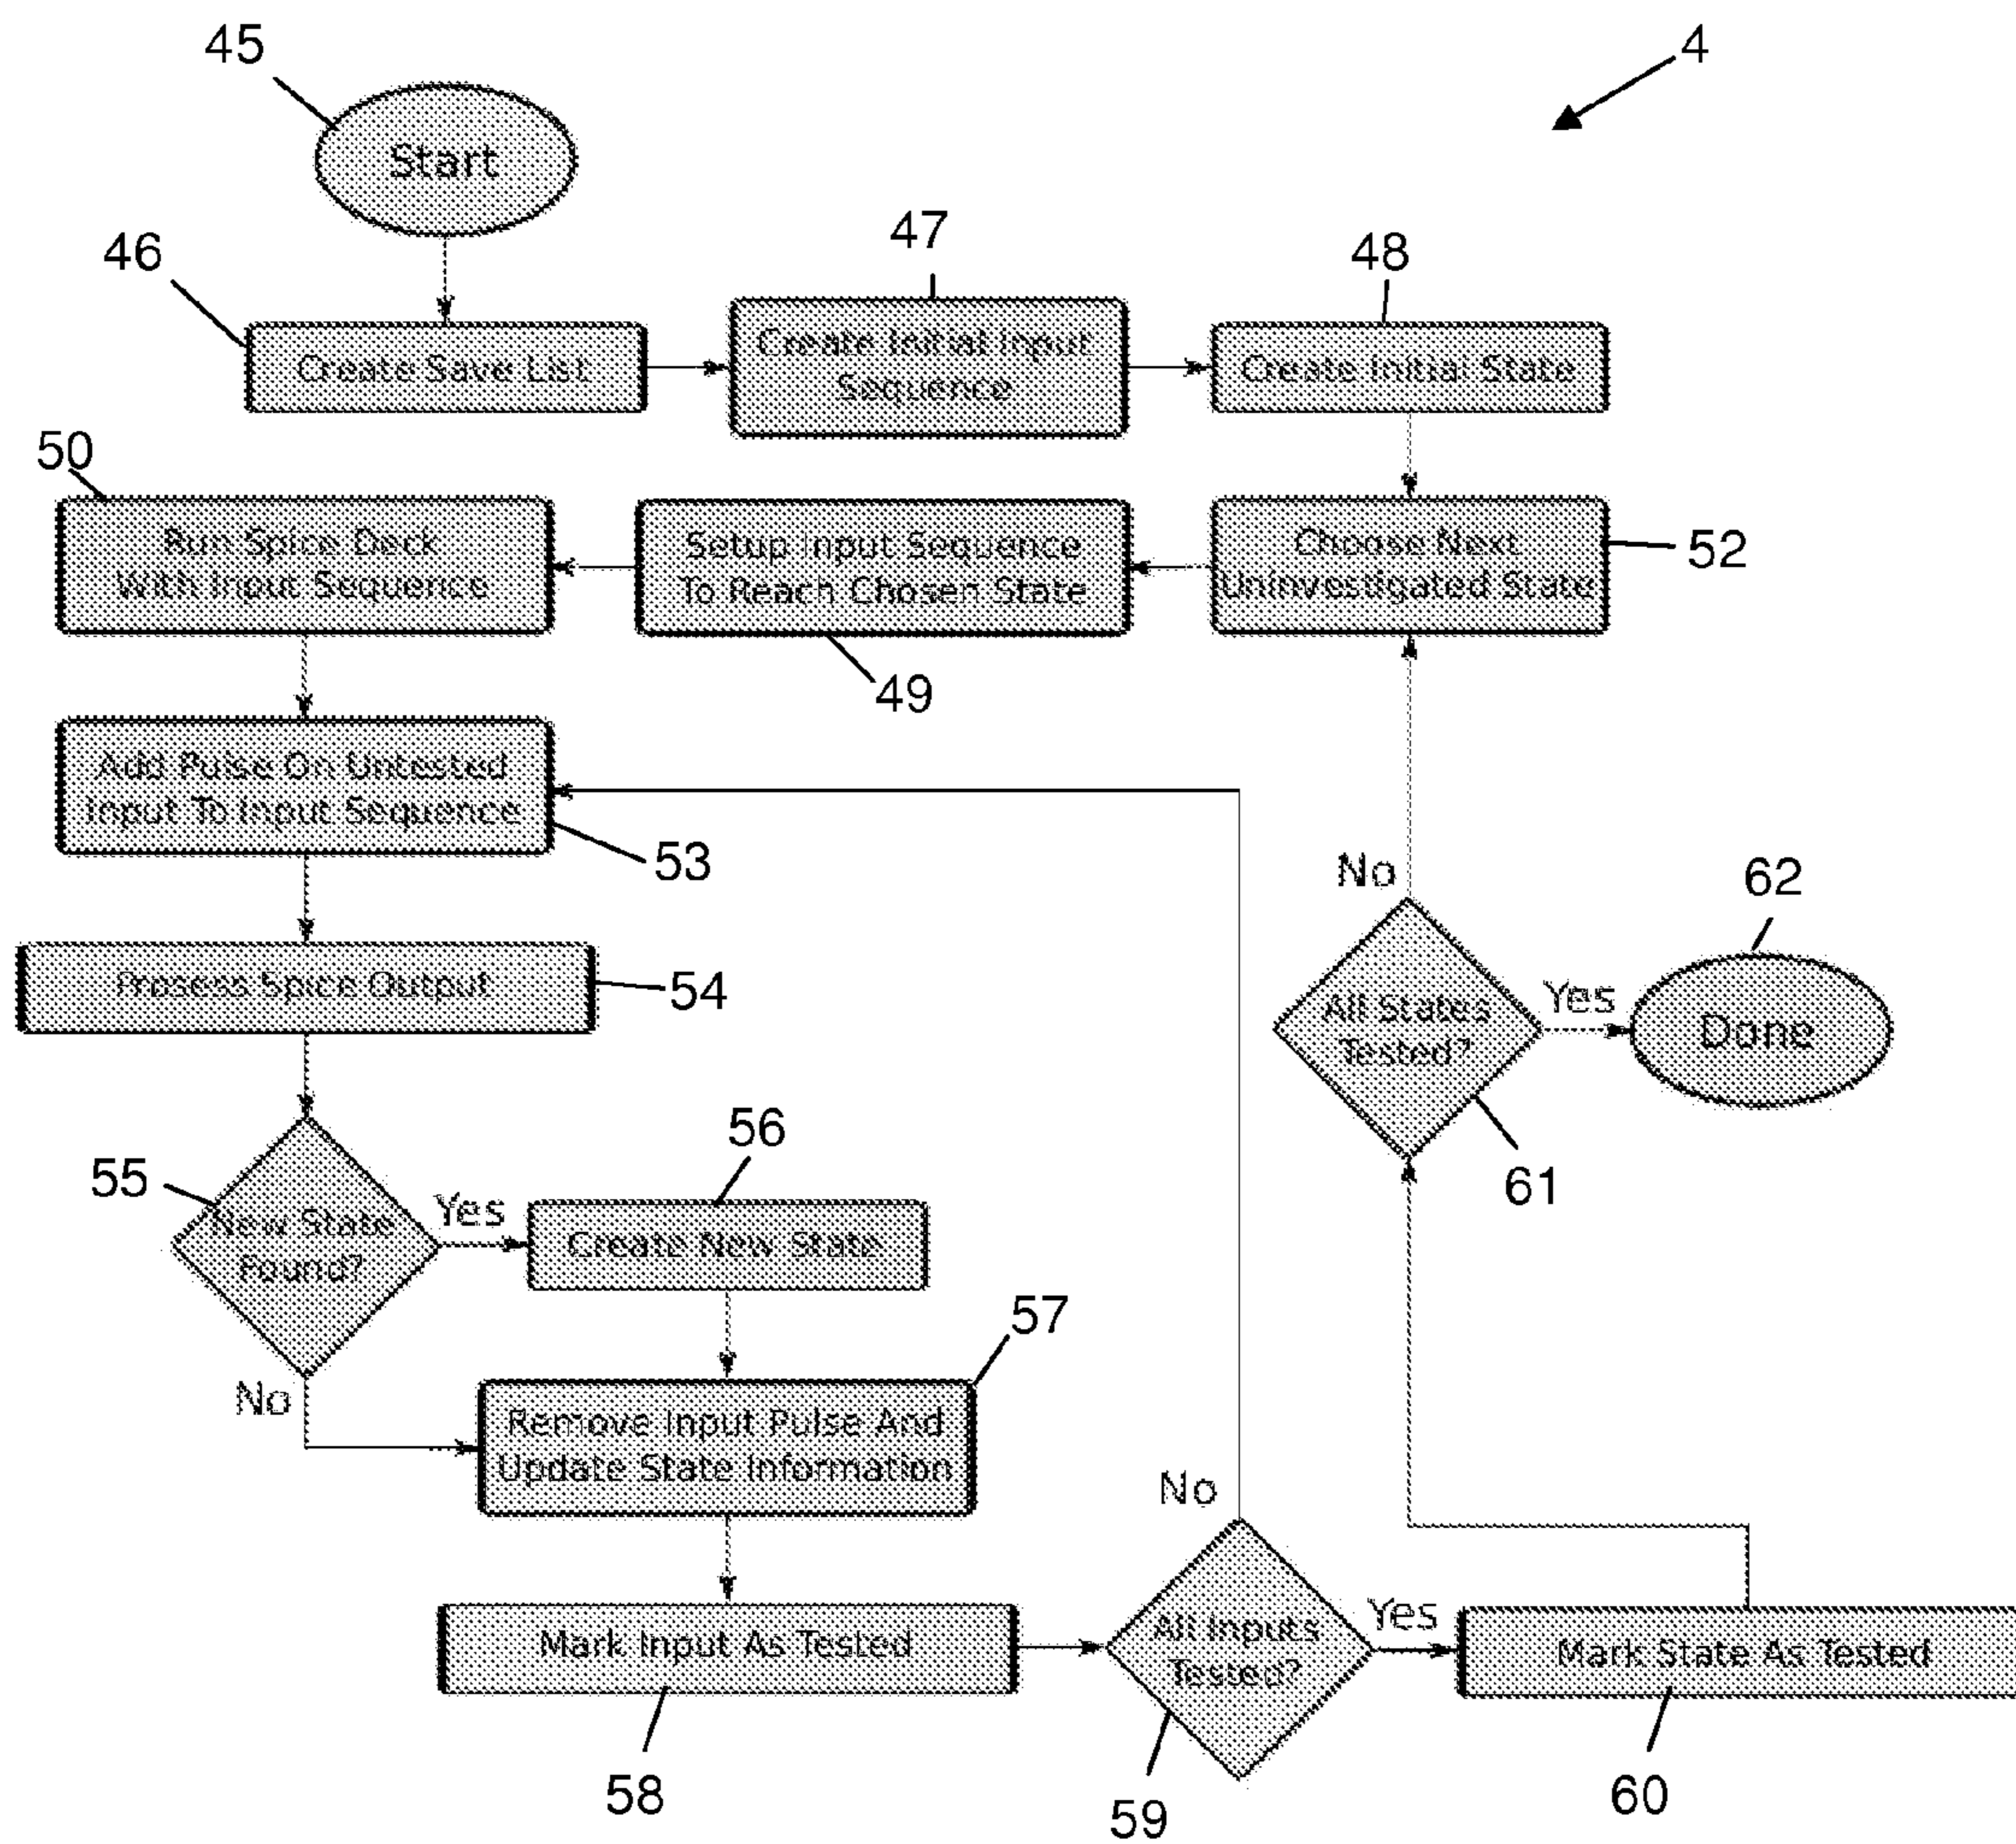 45
4
Start
46
47
48
Create Save List
Create Initial Input
Sequence
Create Initial State
50
Run Spice Deck
With Input Sequence
Setup Input Sequence
To Reach Chosen State
49
Choose Next
Uninvestigated State
52
Add Pulse On Untested
Input To Input Sequence
53
No
62
Prosess Spice Output
54
All States
Tested?
Yes
Done
61
55
New State
Found?
Yes
56
Create New State
No
57
Remove Input Pulse And
Update State Information
No
Mark Input As Tested
58
All Inputs
Tested?
59
Yes
Mark State As Tested
60